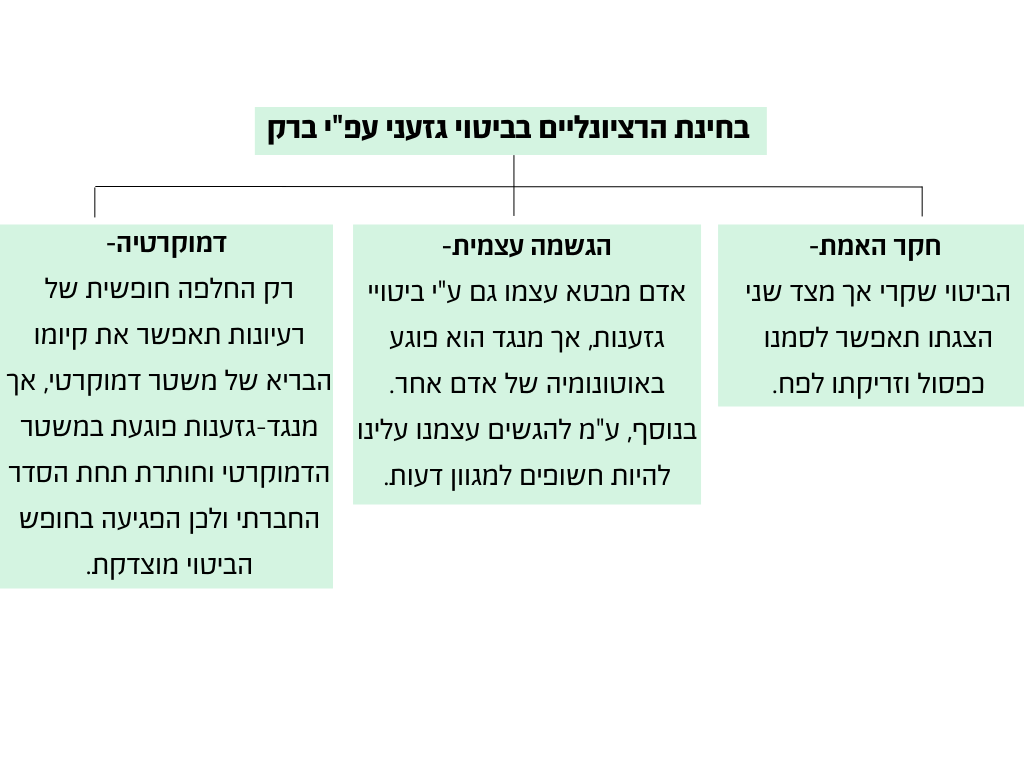 בחינת הרציונליים בביטוי גזעני עפ"י ברק
חקר האמת-
הביטוי שקרי אך מצד שני
הצגתו תאפשר לסמנו
כפסול וזריקתו לפח.
הגשמה עצמית-
אדם מבטא עצמו גם ע"י ביטויי
גזענות, אך מנגד הוא פוגע
באוטונומיה של אדם אחר.
בנוסף, ע"מ להגשים עצמנו עלינו
להיות חשופים למגוון דעות.
דמוקרטיה-
רק החלפה חופשית של
רעיונות תאפשר את קיומו
הבריא של משטר דמוקרטי, אך
מנגד-גזענות פוגעת במשטר
הדמוקרטי וחותרת תחת הסדר
החברתי ולכן הפגיעה בחופש
הביטוי מוצדקת.